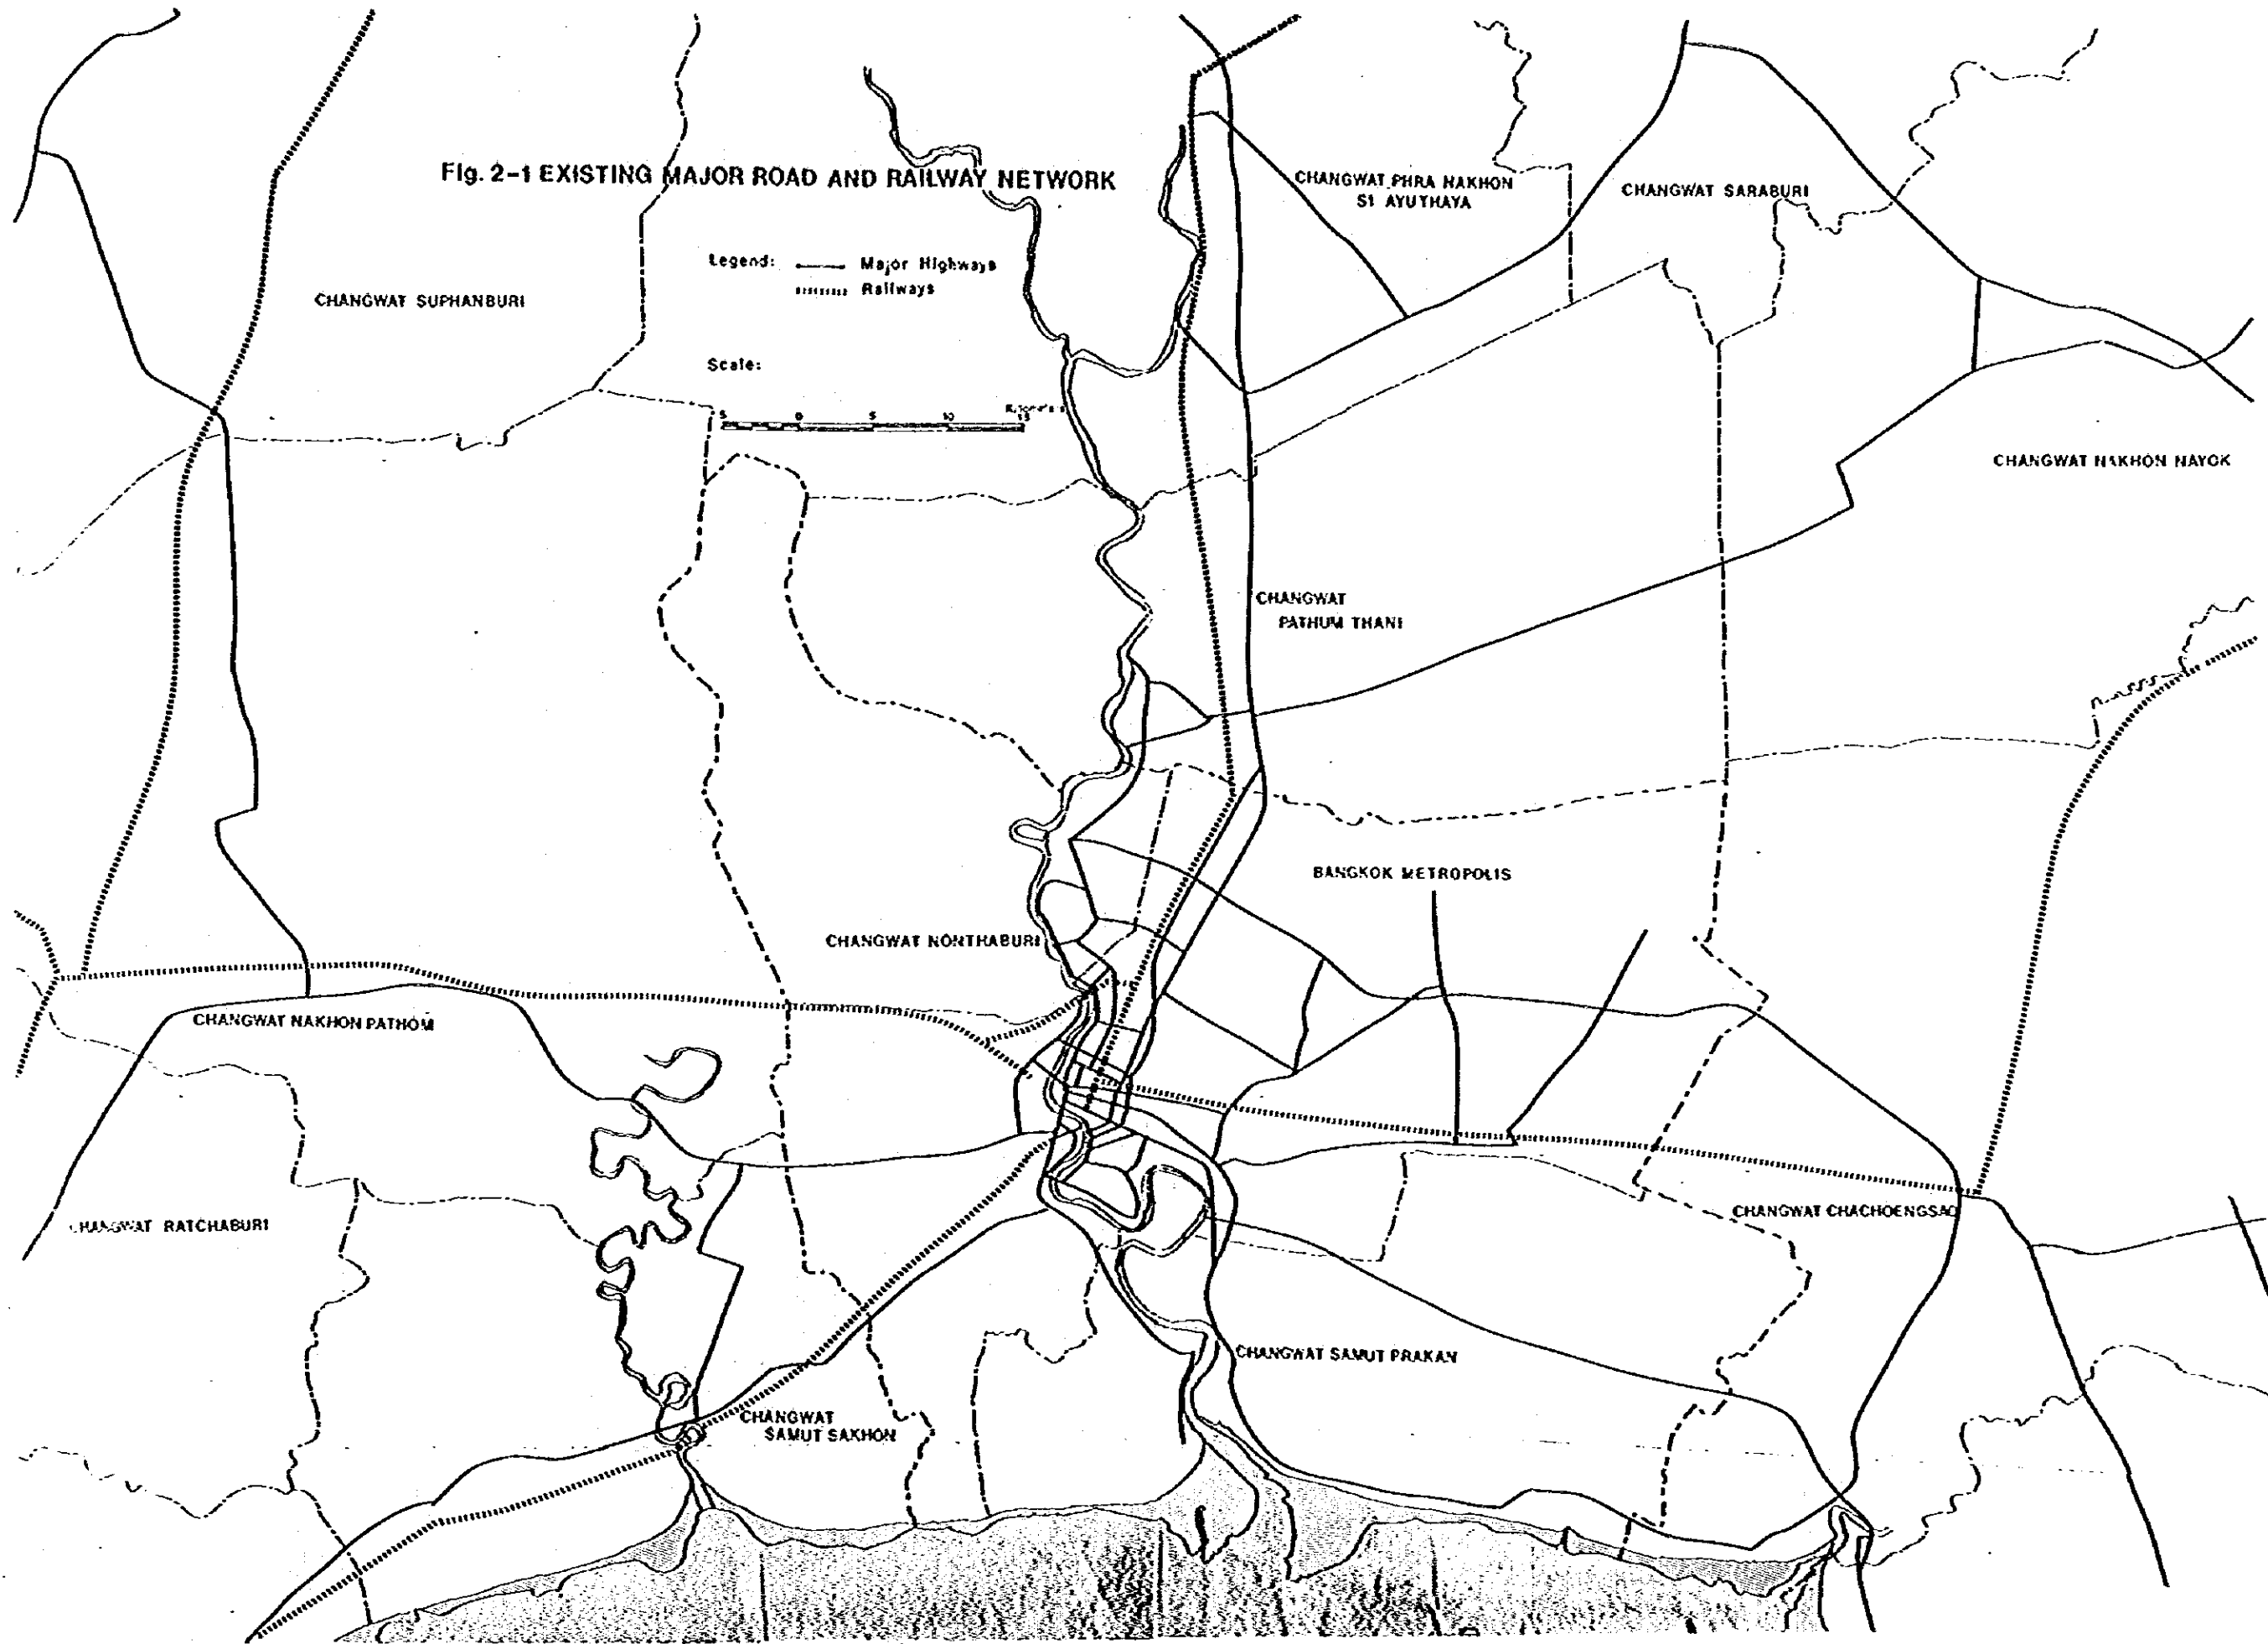 Fig. 2-1 EXISTING MAJOR ROAD AND RAILWAY NETWORK
CHANGWAT PHRA NAKHON
SI AYUTHAYA
CHANGWAT SARABURI
Legend:
Major Highways
Railways
CHANGWAT SUPHANBURI
Scale:
5 0 5 10 15
Kilometers
CHANGWAT NAKHON NAYOK
CHANGWAT
PATHUM THANI
BANGKOK METROPOLIS
CHANGWAT NONTHABURI
CHANGWAT NAKHON PATHOM
CHANGWAT RATCHABURI
CHANGWAT CHACHOENGSAO
CHANGWAT SAMUT PRAKAN
CHANGWAT
SAMUT SAKHON